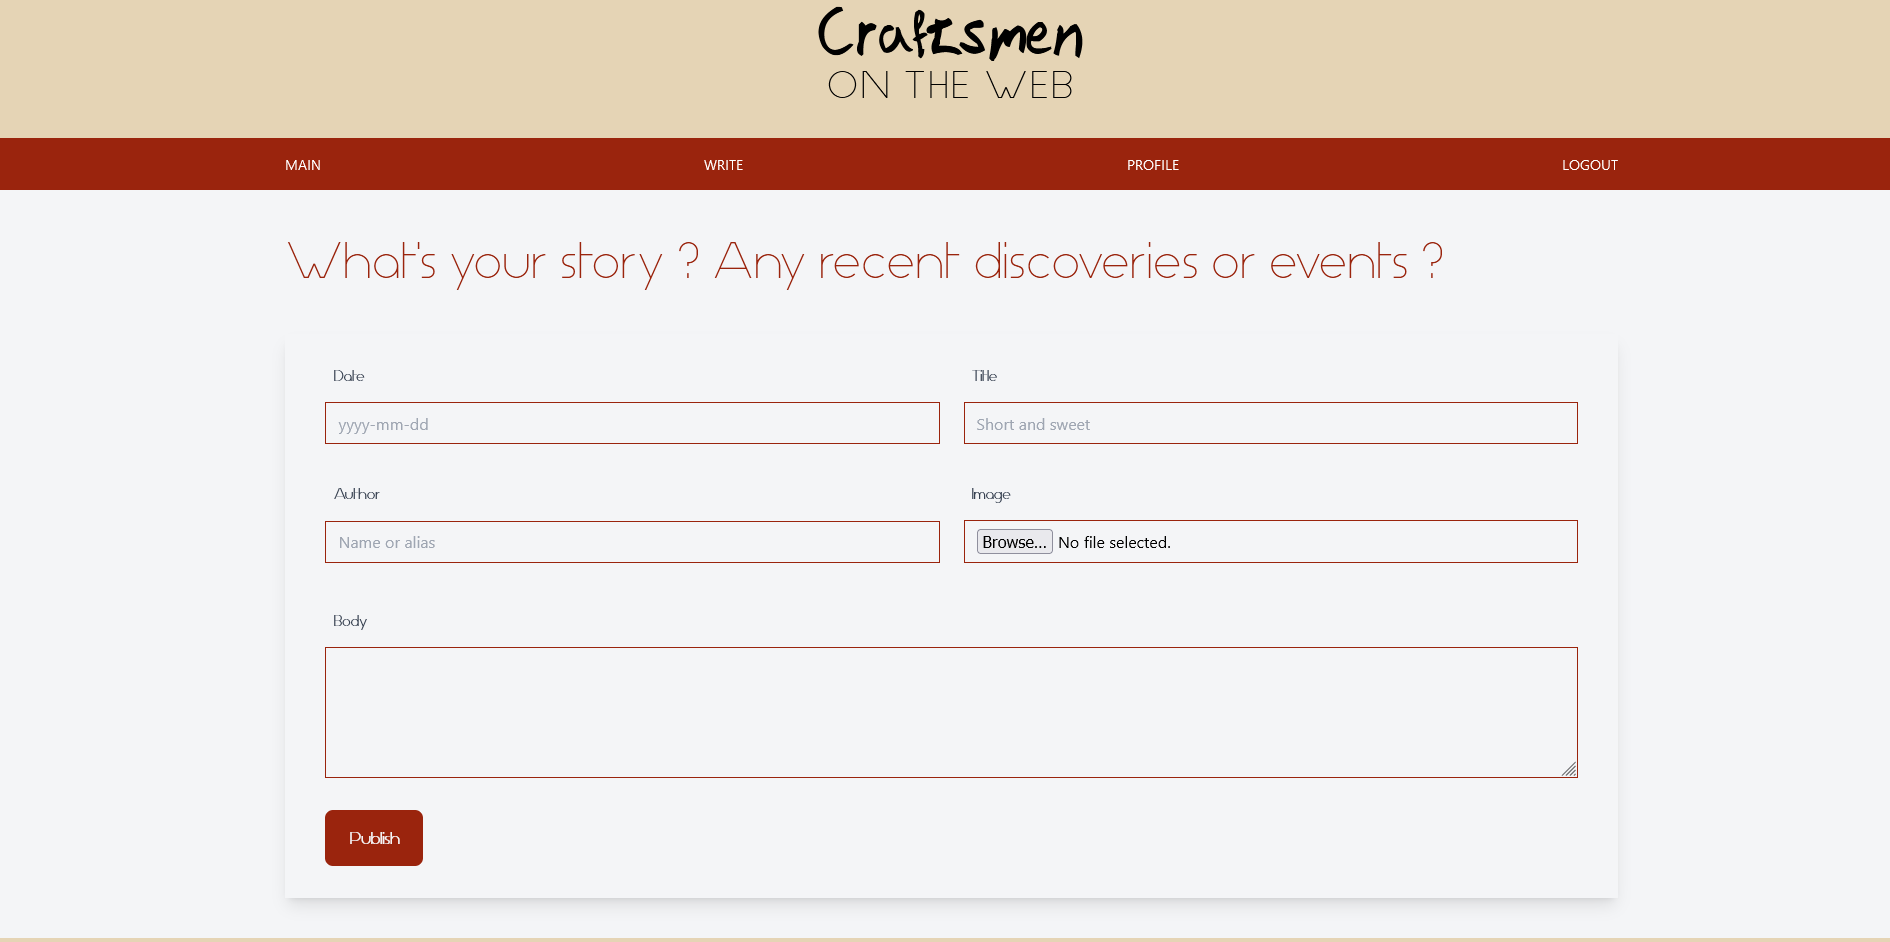 Craftsmen
ON THE WEB
MAIN WRITE PROFILE LOGOUT
What's your story ? Any recent discoveries or events ?
Date Title
yyyy-mm-dd Short and sweet
Author Image
Name or alias Browse... No file selected.
Body
Publish